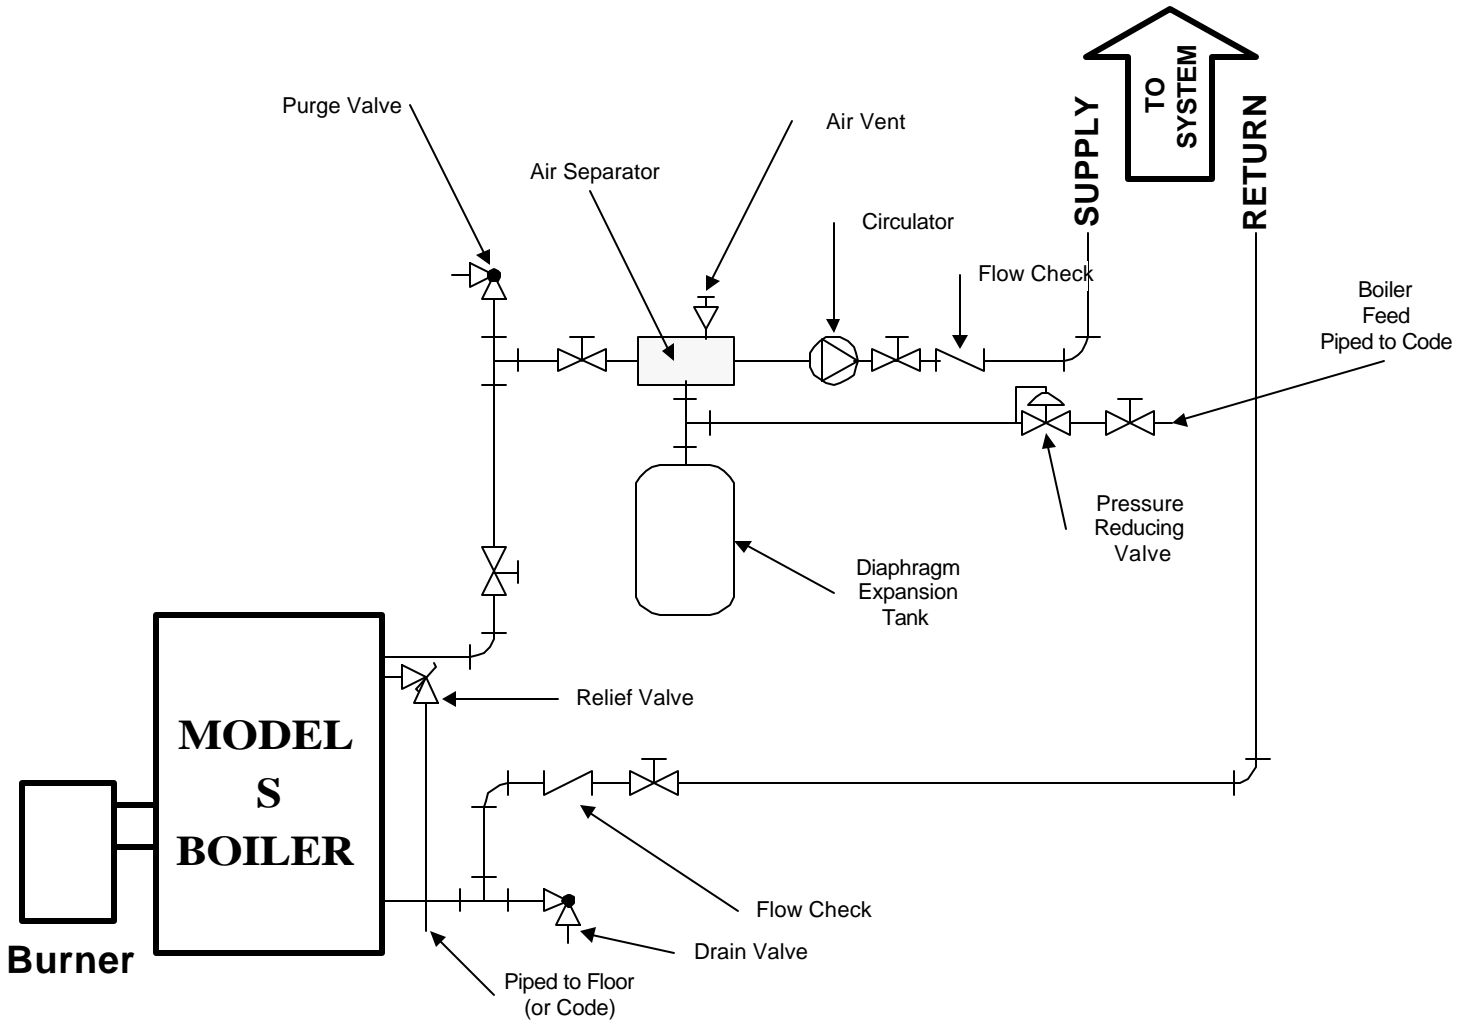 Purge Valve
Air Vent
Air Separator
Circulator
Flow Check
SUPPLY
TO
SYSTEM
RETURN
Boiler
Feed
Piped to Code
Pressure
Reducing
Valve
Diaphragm
Expansion
Tank
Relief Valve
MODEL
S
BOILER
Burner
Flow Check
Drain Valve
Piped to Floor
(or Code)